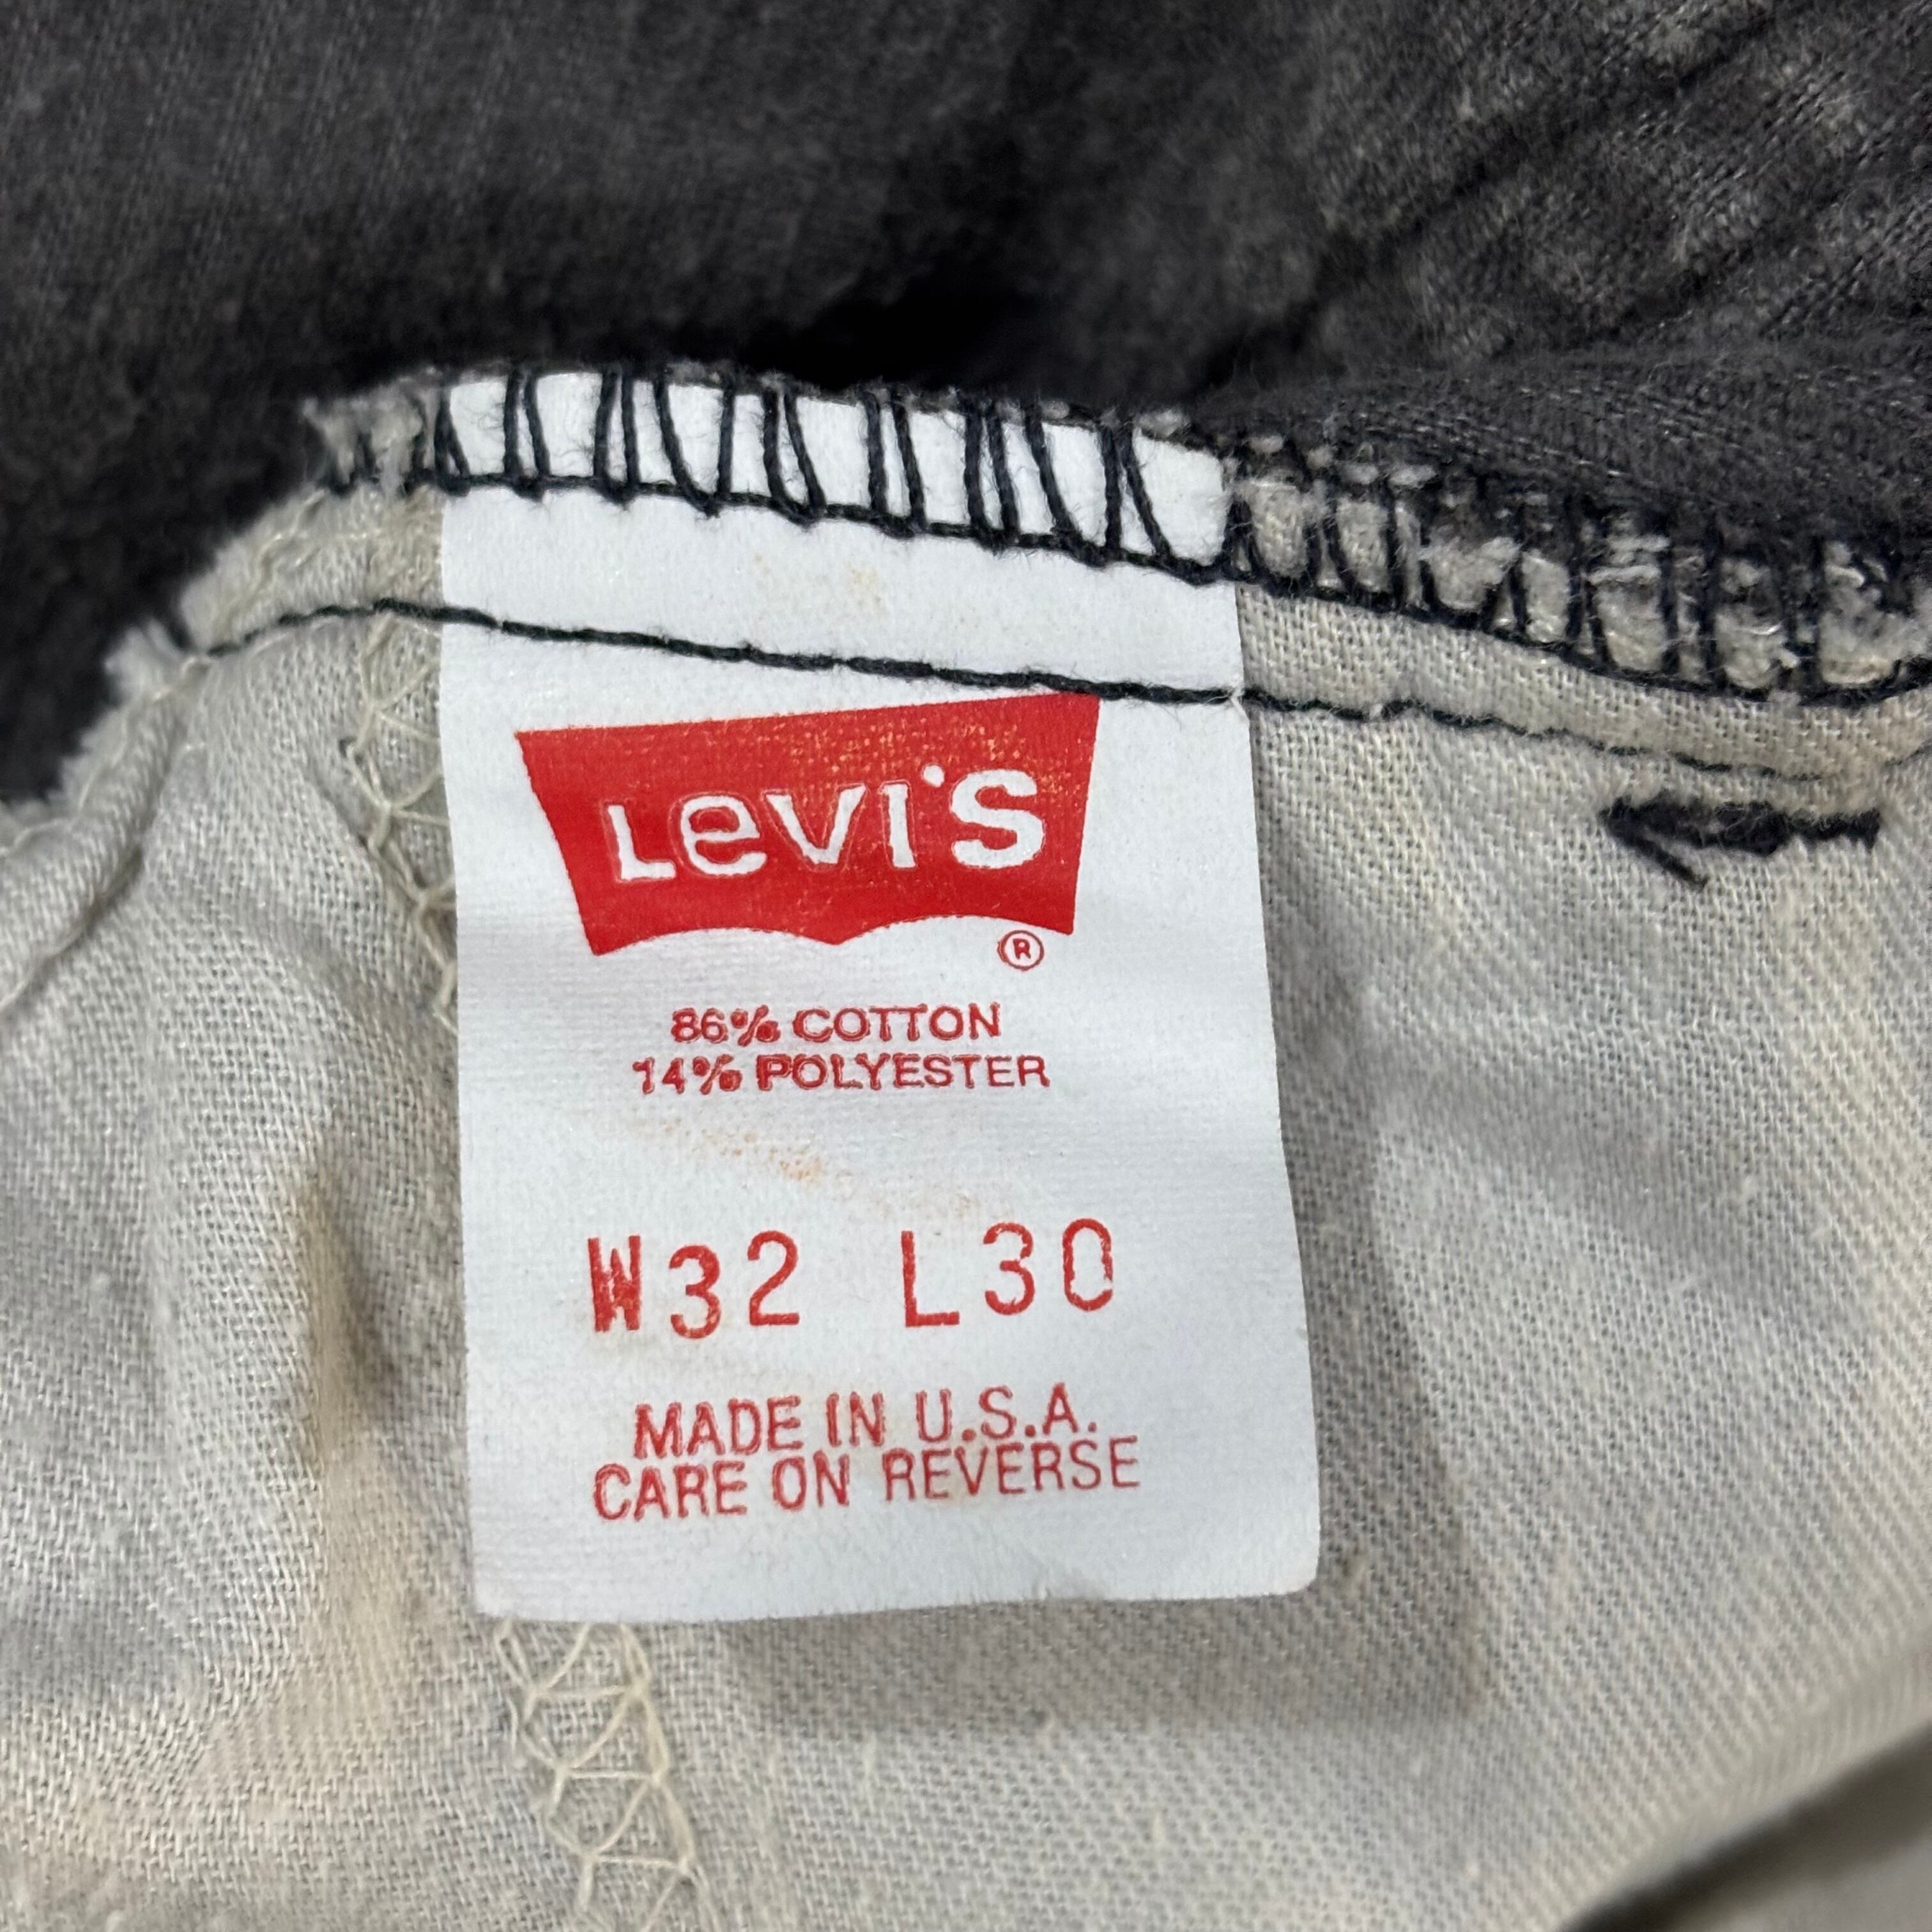 LEVI'S
®
86% COTTON
14% POLYESTER
W32 L30
MADE IN U.S.A.
CARE ON REVERSE